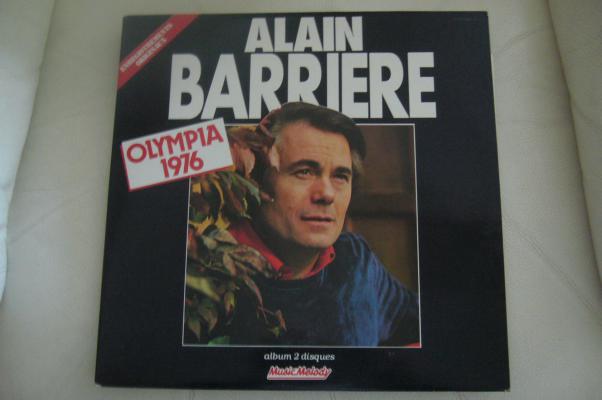 ALAIN
BARRIERE
OLYMPIA
1976
album 2 disques
Music Melody